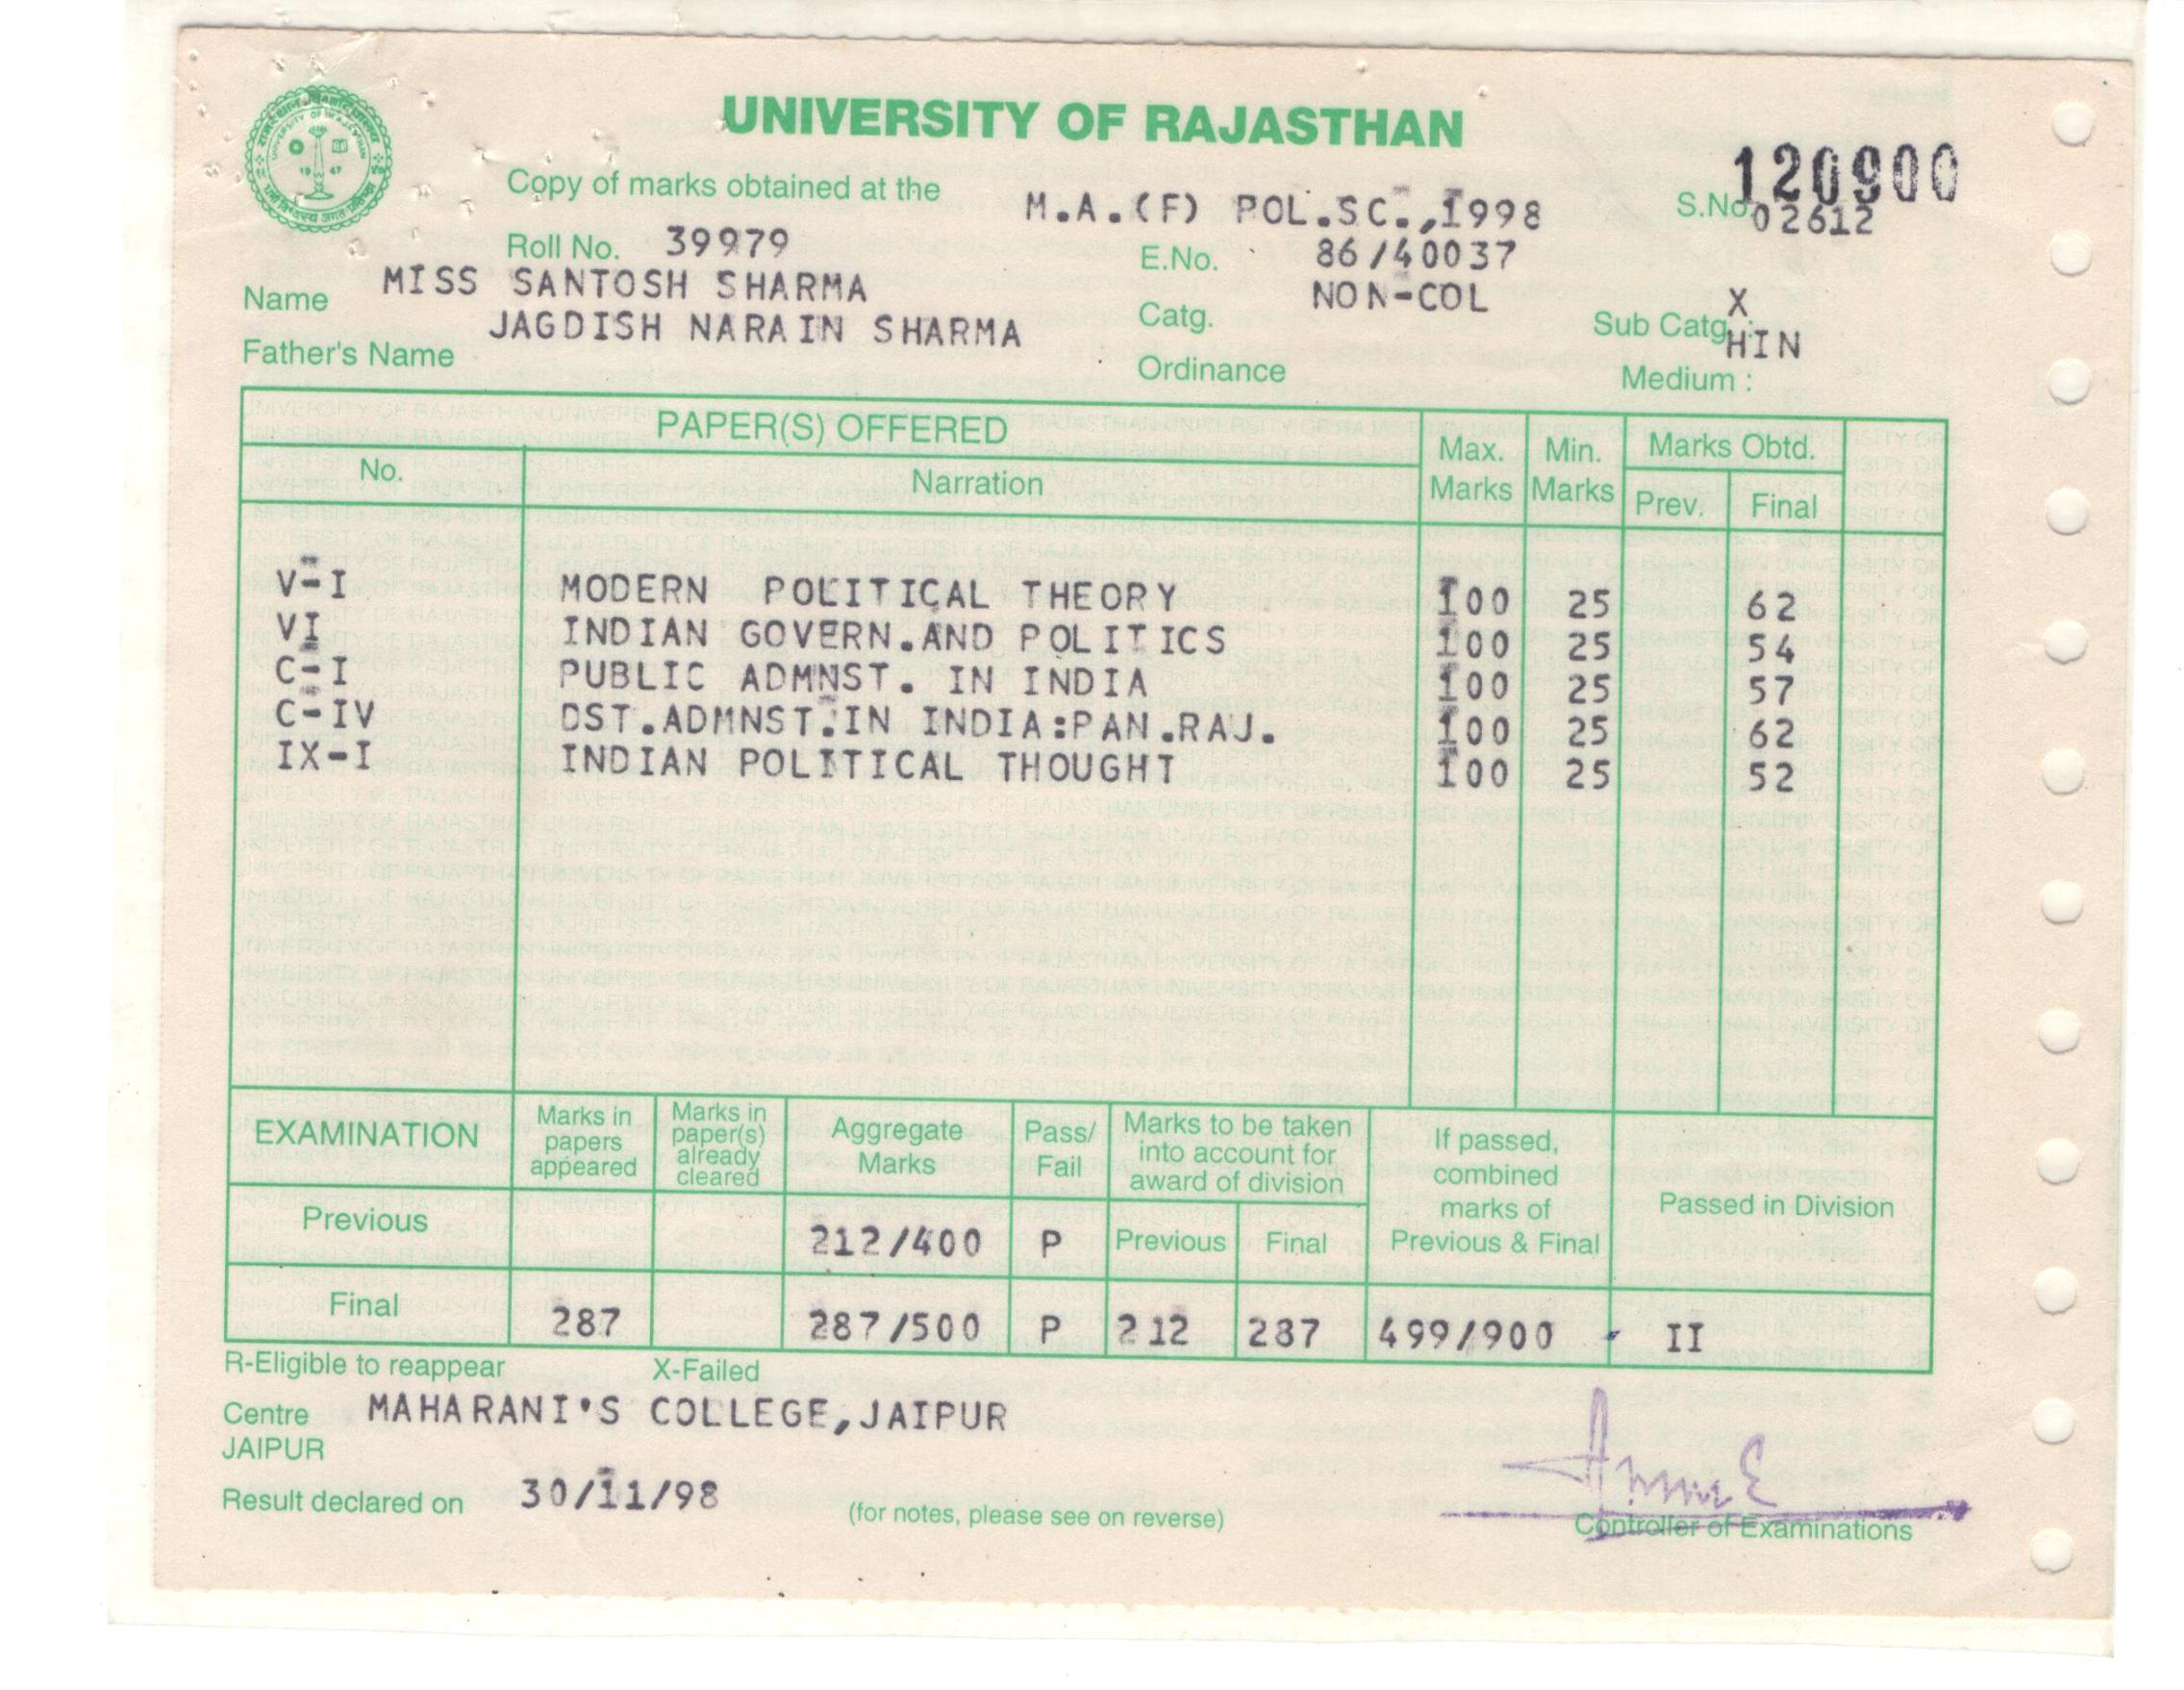 UNIVERSITY OF RAJASTHAN
120900
Copy of marks obtained at the M.A.(F) POL.SC.,1998 S.No. 02612
Roll No. 39979 E.No. 86/40037
Name MISS SANTOSH SHARMA Catg. NON-COL Sub Catg. : X
Father's Name JAGDISH NARAIN SHARMA Ordinance Medium : HIN
PAPER(S) OFFERED Max. Marks Min. Marks Marks Obtd.
No. Narration Prev. Final
V-I MODERN POLITICAL THEORY 100 25 62
VI INDIAN GOVERN.AND POLITICS 100 25 54
C-I PUBLIC ADMNST. IN INDIA 100 25 57
C-IV DST.ADMNST.IN INDIA:PAN.RAJ. 100 25 62
IX-I INDIAN POLITICAL THOUGHT 100 25 52
EXAMINATION Marks in papers appeared Marks in paper(s) already cleared Aggregate Marks Pass/ Fail Marks to be taken into account for award of division If passed, combined marks of Previous & Final Passed in Division
Previous 212/400 P Previous Final
Final 287 287/500 P 212 287 499/900 II
R-Eligible to reappear X-Failed
Centre MAHARANI'S COLLEGE,JAIPUR
JAIPUR
Result declared on 30/11/98 (for notes, please see on reverse)
Controller of Examinations